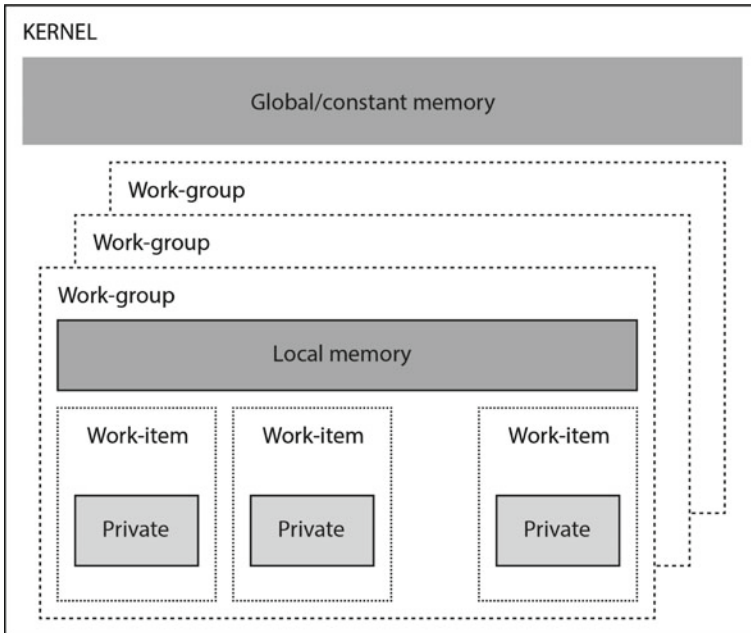 KERNEL
Global/constant memory
Work-group
Work-group
Work-group
Local memory
Work-item Work-item Work-item
Private Private Private